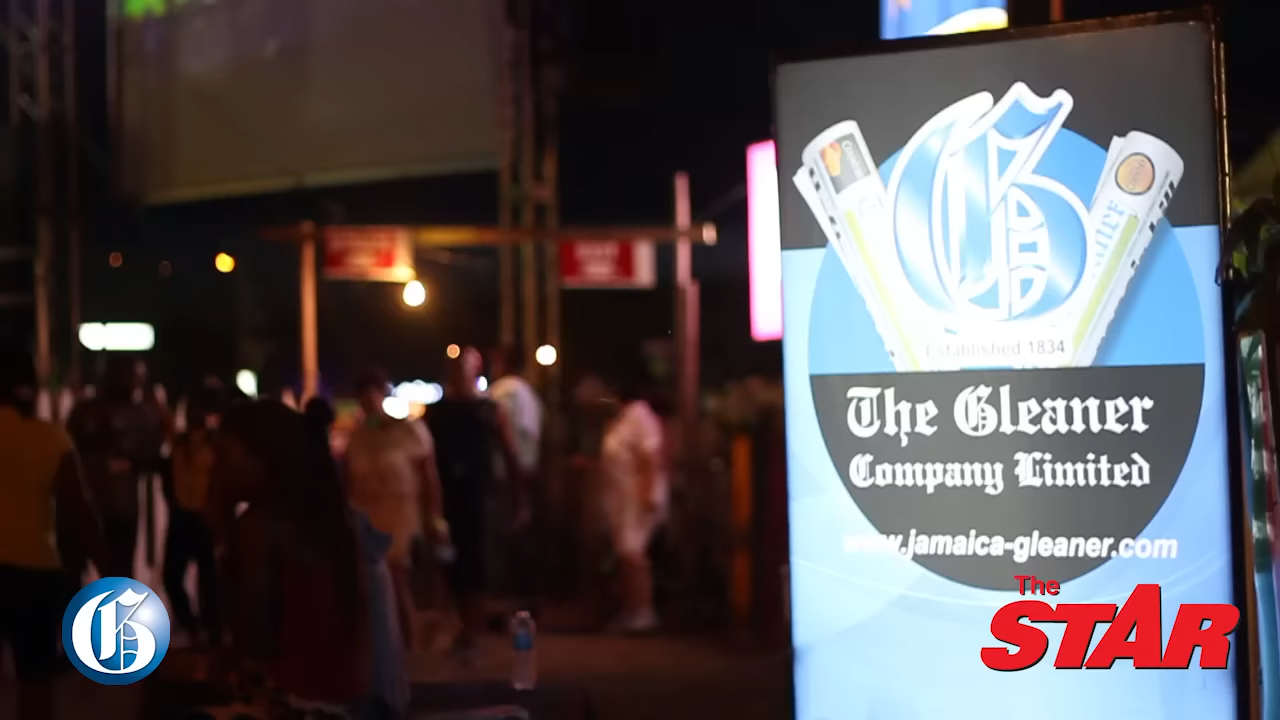 G
Established 1834
The Gleaner
Company Limited
www.jamaica-gleaner.com
G
The
STAR